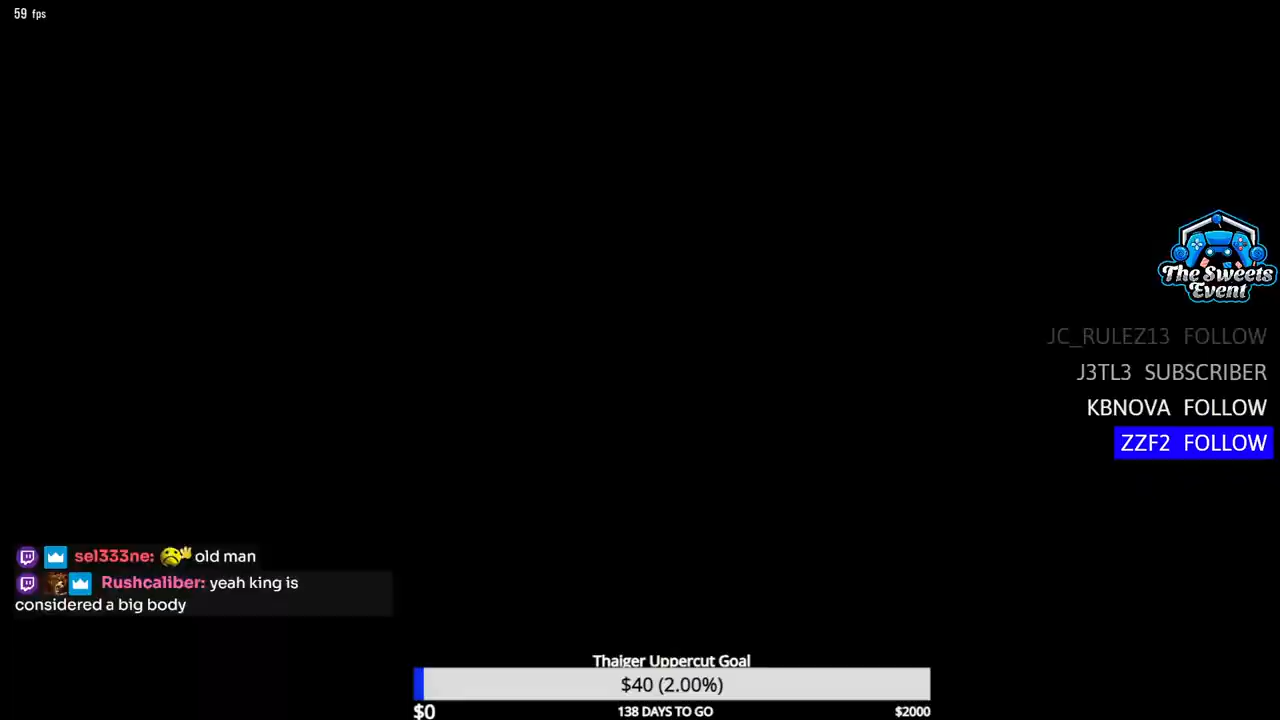 59 fps
The Sweets
Event
JC_RULEZ13 FOLLOW
J3TL3 SUBSCRIBER
KBNOVA FOLLOW
ZZF2 FOLLOW
sel333ne: old man
Rushcaliber: yeah king is
considered a big body
Thaiger Uppercut Goal
$40 (2.00%)
$0 138 DAYS TO GO $2000